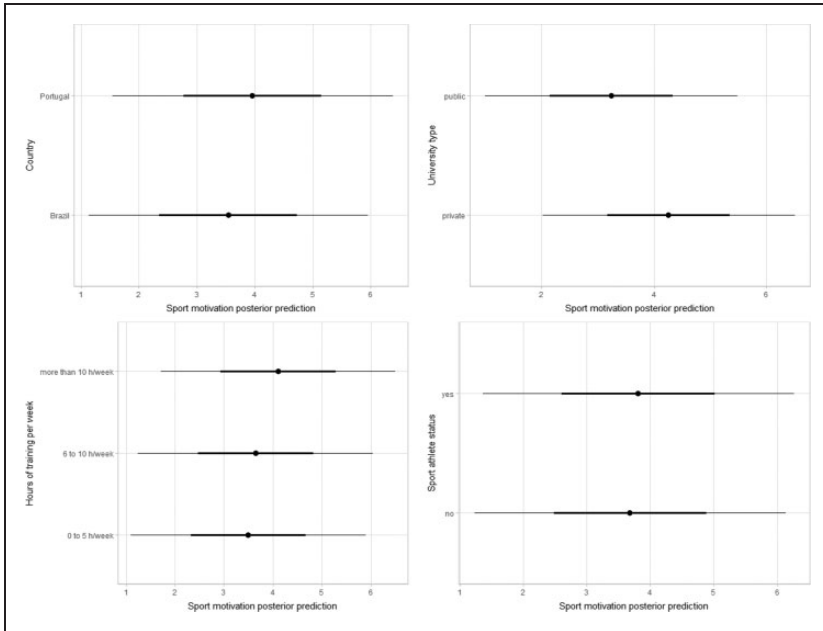 Portugal
Brazil
Country
1 2 3 4 5 6
Sport motivation posterior prediction
public
private
University type
2 4 6
Sport motivation posterior prediction
more than 10 h/week
6 to 10 h/week
0 to 5 h/week
Hours of training per week
1 2 3 4 5 6
Sport motivation posterior prediction
yes
no
Sport athlete status
1 2 3 4 5 6
Sport motivation posterior prediction